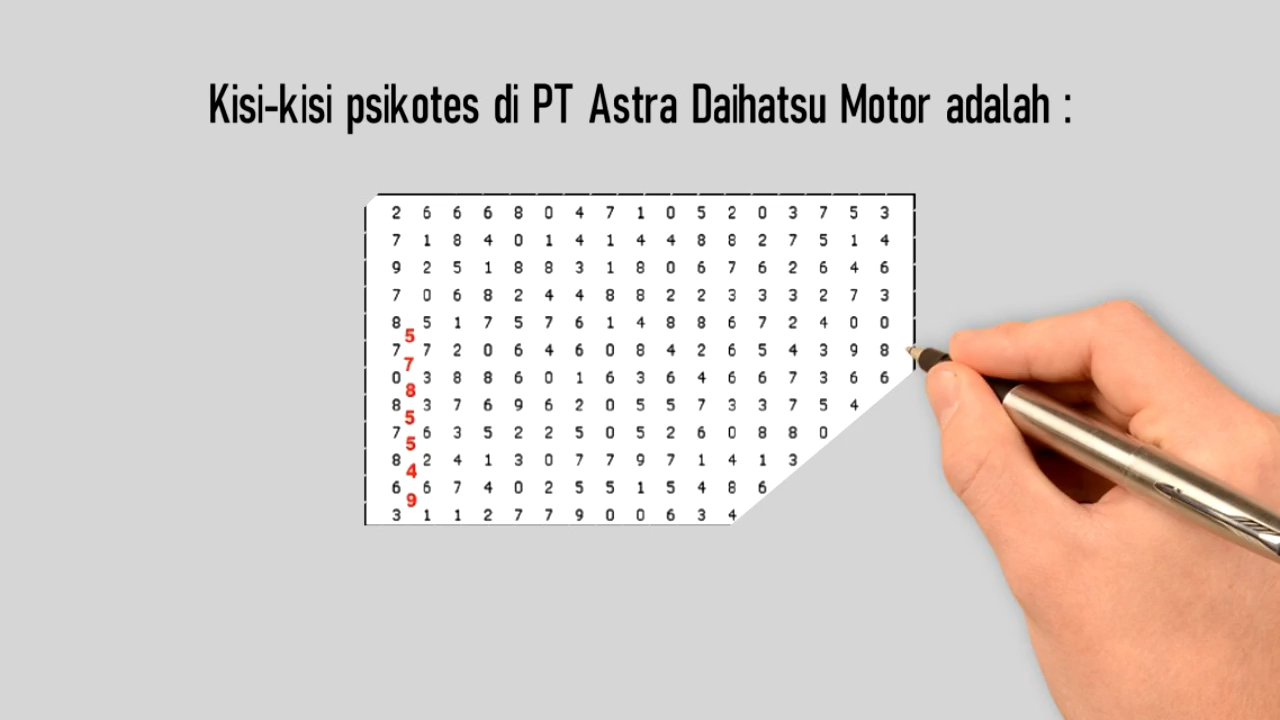 Kisi-kisi psikotes di PT Astra Daihatsu Motor adalah :
2 6 6 6 8 0 4 7 1 0 5 2 0 3 7 5 3
7 1 8 4 0 1 4 1 4 4 8 8 2 7 5 1 4
9 2 5 1 8 8 3 1 8 0 6 7 6 2 6 4 6
7 0 6 8 2 4 4 8 8 2 2 3 3 3 2 7 3
8 5 1 7 5 7 6 1 4 8 8 6 7 2 4 0 0
5
7 7 2 0 6 4 6 0 8 4 2 6 5 4 3 9 8
7
0 3 8 8 6 0 1 6 3 6 4 6 6 7 3 6 6
8
8 3 7 6 9 6 2 0 5 5 7 3 3 7 5 4
5
7 6 3 5 2 2 5 0 5 2 6 0 8 8 0
5
8 2 4 1 3 0 7 7 9 7 1 4 1 3
4
6 6 7 4 0 2 5 5 1 5 4 8 6
9
3 1 1 2 7 7 9 0 0 6 3 4